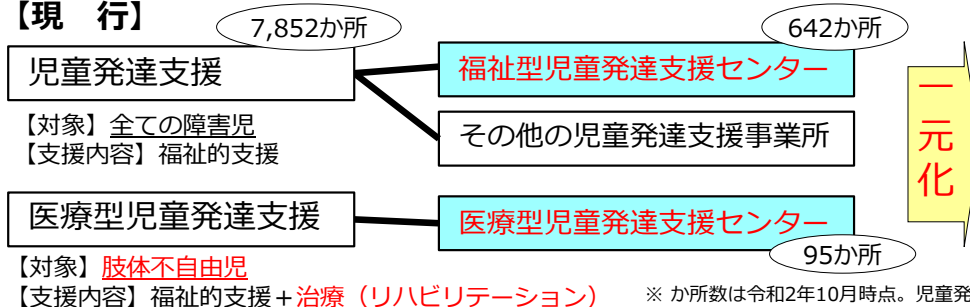 【現　行】
7,852か所
642か所
児童発達支援
福祉型児童発達支援センター
【対象】全ての障害児
【支援内容】福祉的支援
その他の児童発達支援事業所
一元化
医療型児童発達支援
医療型児童発達支援センター
95か所
【対象】肢体不自由児
【支援内容】福祉的支援＋治療（リハビリテーション）
※ か所数は令和2年10月時点。児童発